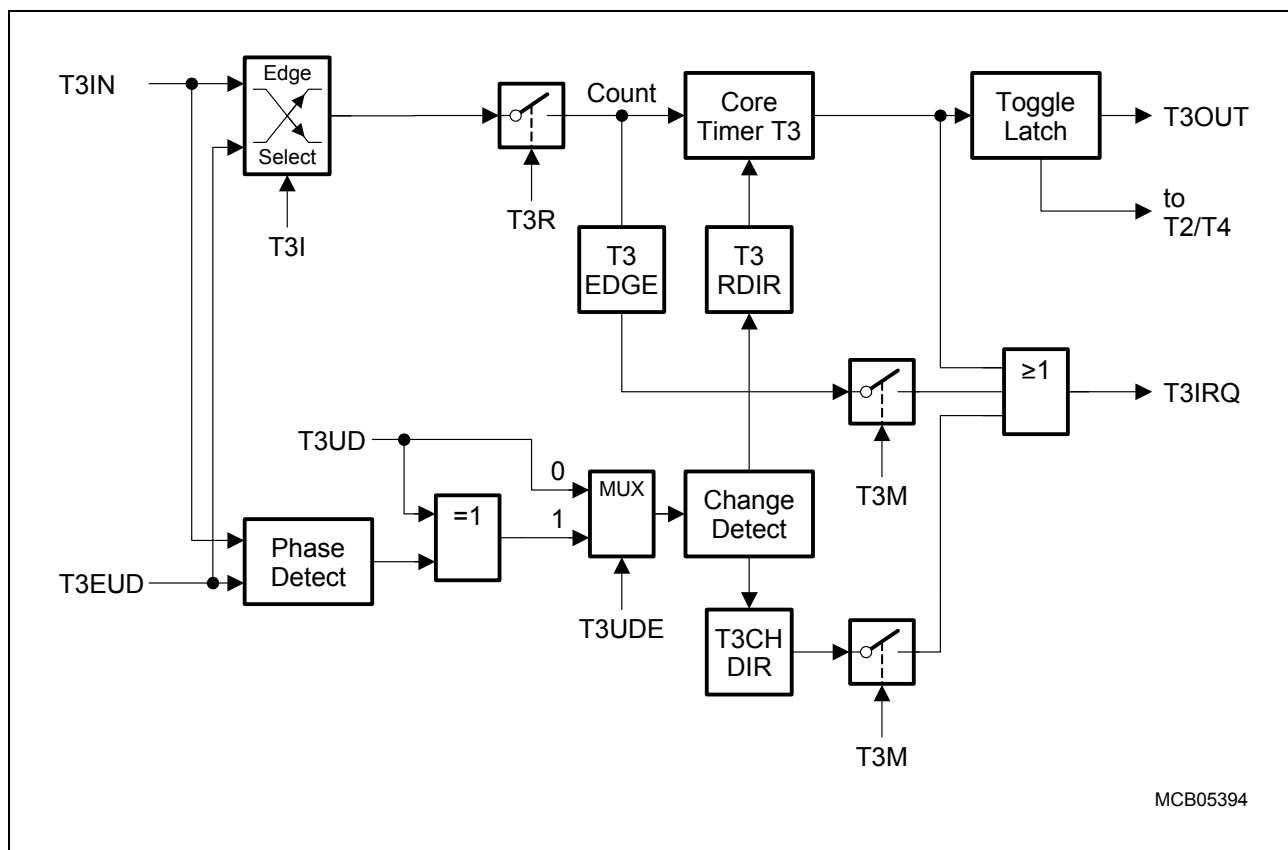 T3IN
Edge
Select
T3I
T3R
Count
Core
Timer T3
Toggle
Latch
T3OUT
to
T2/T4
T3
EDGE
T3
RDIR
≥1
T3IRQ
T3M
T3UD
0
1
=1
MUX
Change
Detect
Phase
Detect
T3EUD
T3UDE
T3CH
DIR
T3M
MCB05394